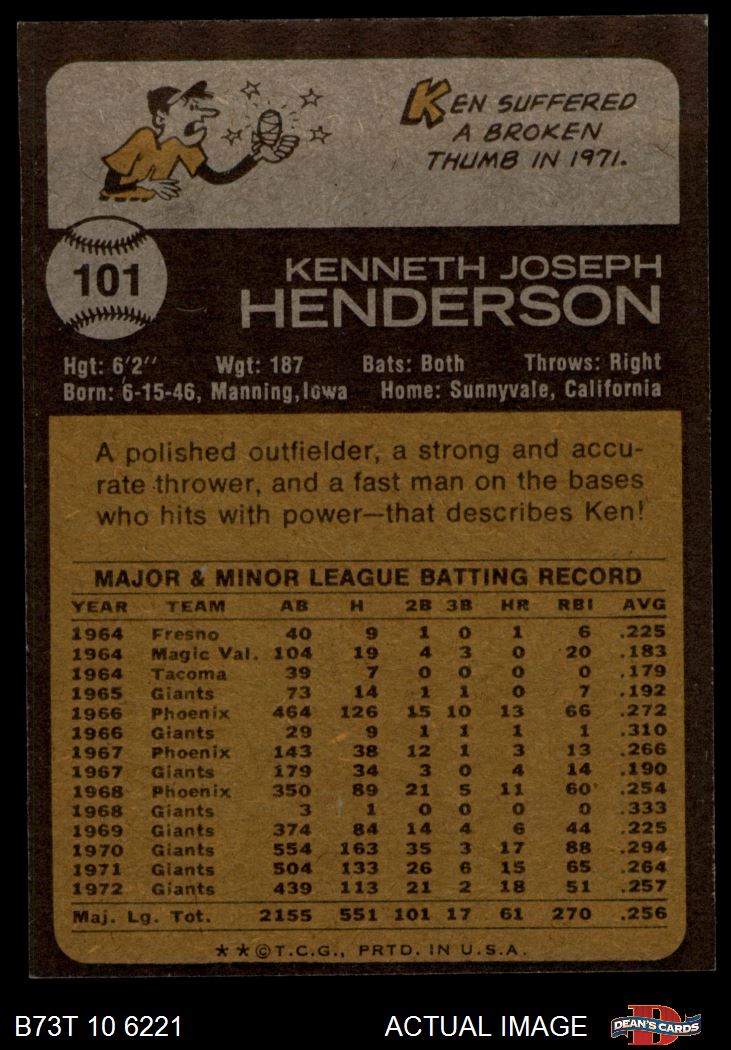 KEN SUFFERED
A BROKEN
THUMB IN 1971.
101
KENNETH JOSEPH
HENDERSON
Hgt: 6'2" Wgt: 187 Bats: Both Throws: Right
Born: 6-15-46, Manning, Iowa Home: Sunnyvale, California
A polished outfielder, a strong and accu-
rate thrower, and a fast man on the bases
who hits with power—that describes Ken!
MAJOR & MINOR LEAGUE BATTING RECORD
YEAR TEAM AB H 2B 3B HR RBI AVG
1964 Fresno 40 9 1 0 1 6 .225
1964 Magic Val. 104 19 4 3 0 20 .183
1964 Tacoma 39 7 0 0 0 0 .179
1965 Giants 73 14 1 1 0 7 .192
1966 Phoenix 464 126 15 10 13 66 .272
1966 Giants 29 9 1 1 1 1 .310
1967 Phoenix 143 38 12 1 3 13 .266
1967 Giants 179 34 3 0 4 14 .190
1968 Phoenix 350 89 21 5 11 60 .254
1968 Giants 3 1 0 0 0 0 .333
1969 Giants 374 84 14 4 6 44 .225
1970 Giants 554 163 35 3 17 88 .294
1971 Giants 504 133 26 6 15 65 .264
1972 Giants 439 113 21 2 18 51 .257
Maj. Lg. Tot. 2155 551 101 17 61 270 .256
★★©T.C.G., PRTD. IN U.S.A.
B73T 10 6221 ACTUAL IMAGE DEAN'S CARDS